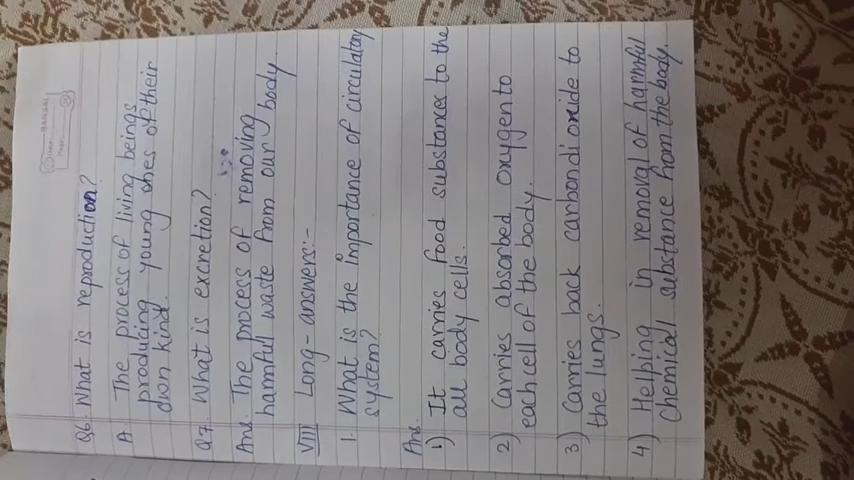 Q6. What is reproduction?
A The process of living beings
producing young ones of their
own kind.
Q7. What is excretion?
Ans. The process of removing
harmful waste from our body.
VIII Long-answers:-
1. What is the importance of circulatory
system?
Ans.
1) It carries food substances to the
all body cells.
2) Carries absorbed oxygen to
each cell of the body.
3) Carries back carbondioxide to
the lungs.
4) Helping in removal of harmful
chemical substance from the body.